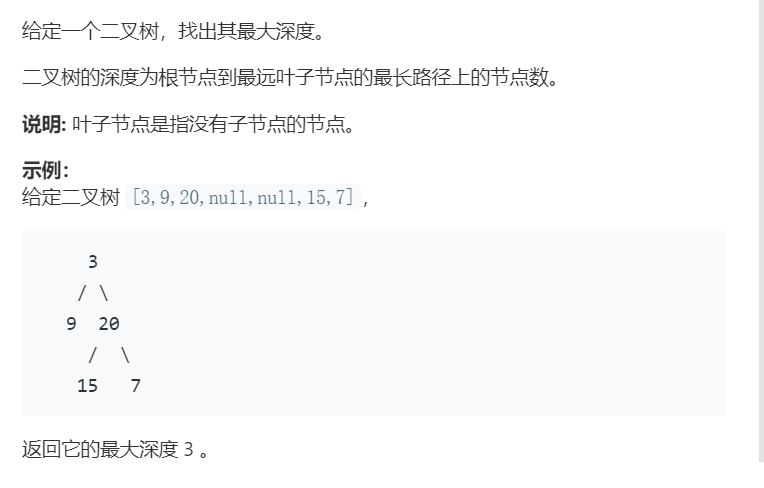 给定一个二叉树，找出其最大深度。
二叉树的深度为根节点到最远叶子节点的最长路径上的节点数。
说明: 叶子节点是指没有子节点的节点。
示例：
给定二叉树 [3,9,20,null,null,15,7]，
3
/ \
9 20
/ \
15 7
返回它的最大深度 3 。